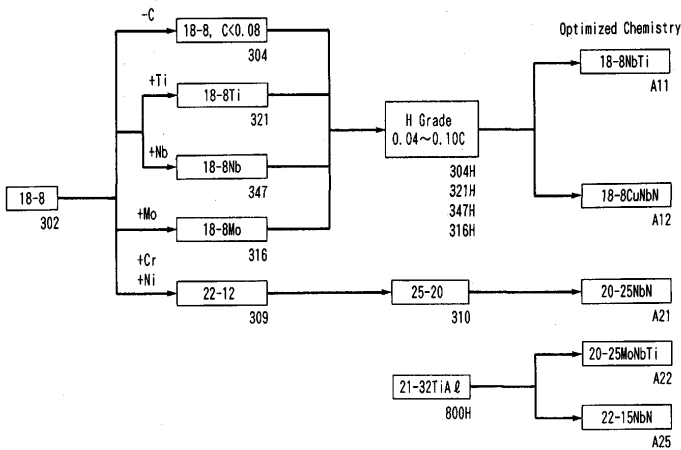 Optimized Chemistry
-C
18-8, C<0.08
304
18-8NbTi
A11
+Ti
18-8Ti
321
H Grade
0.04~0.10C
304H
321H
347H
316H
+Nb
18-8Nb
347
18-8
302
18-8CuNbN
A12
+Mo
18-8Mo
316
+Cr
+Ni
22-12
309
25-20
310
20-25NbN
A21
21-32TiAℓ
800H
20-25MoNbTi
A22
22-15NbN
A25